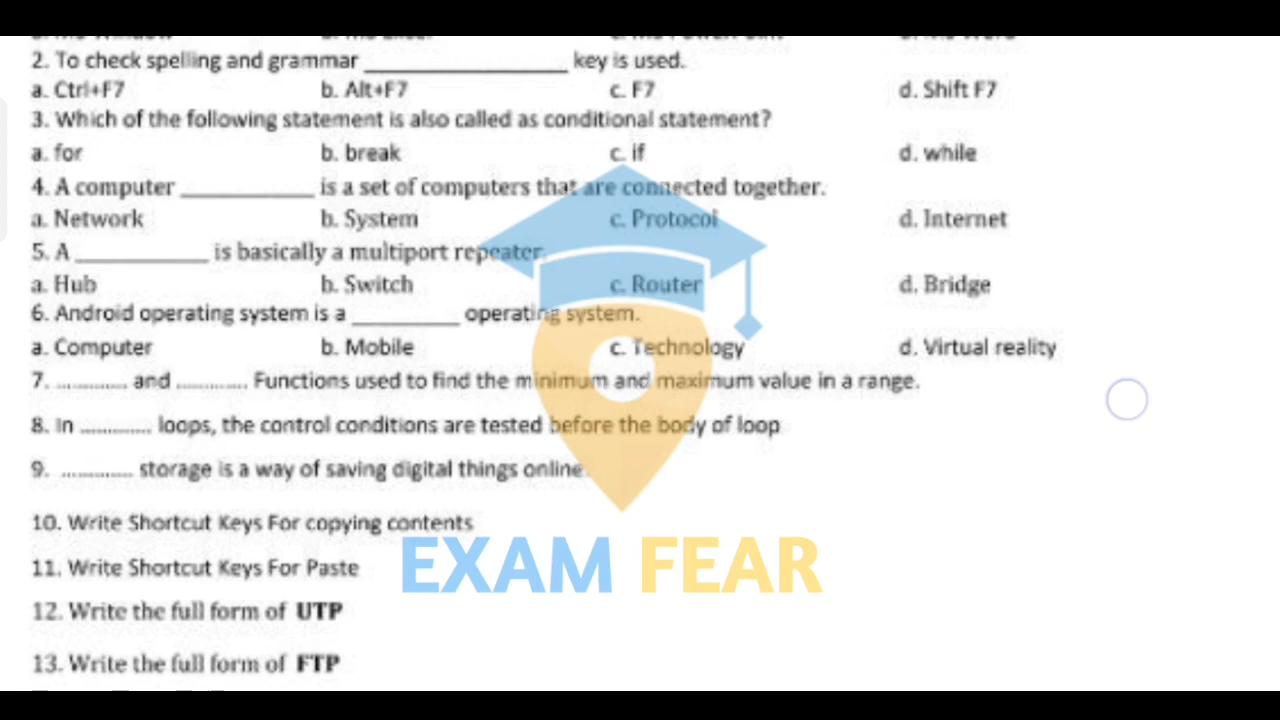 2. To check spelling and grammar ____________ key is used.
a. Ctrl+F7 b. Alt+F7 c. F7 d. Shift F7
3. Which of the following statement is also called as conditional statement?
a. for b. break c. if d. while
4. A computer ____________ is a set of computers that are connected together.
a. Network b. System c. Protocol d. Internet
5. A ____________ is basically a multiport repeater.
a. Hub b. Switch c. Router d. Bridge
6. Android operating system is a __________ operating system.
a. Computer b. Mobile c. Technology d. Virtual reality
7. ............ and ............ Functions used to find the minimum and maximum value in a range.
8. In ............ loops, the control conditions are tested before the body of loop
9. ............ storage is a way of saving digital things online.
10. Write Shortcut Keys For copying contents
EXAM FEAR
11. Write Shortcut Keys For Paste
12. Write the full form of UTP
13. Write the full form of FTP